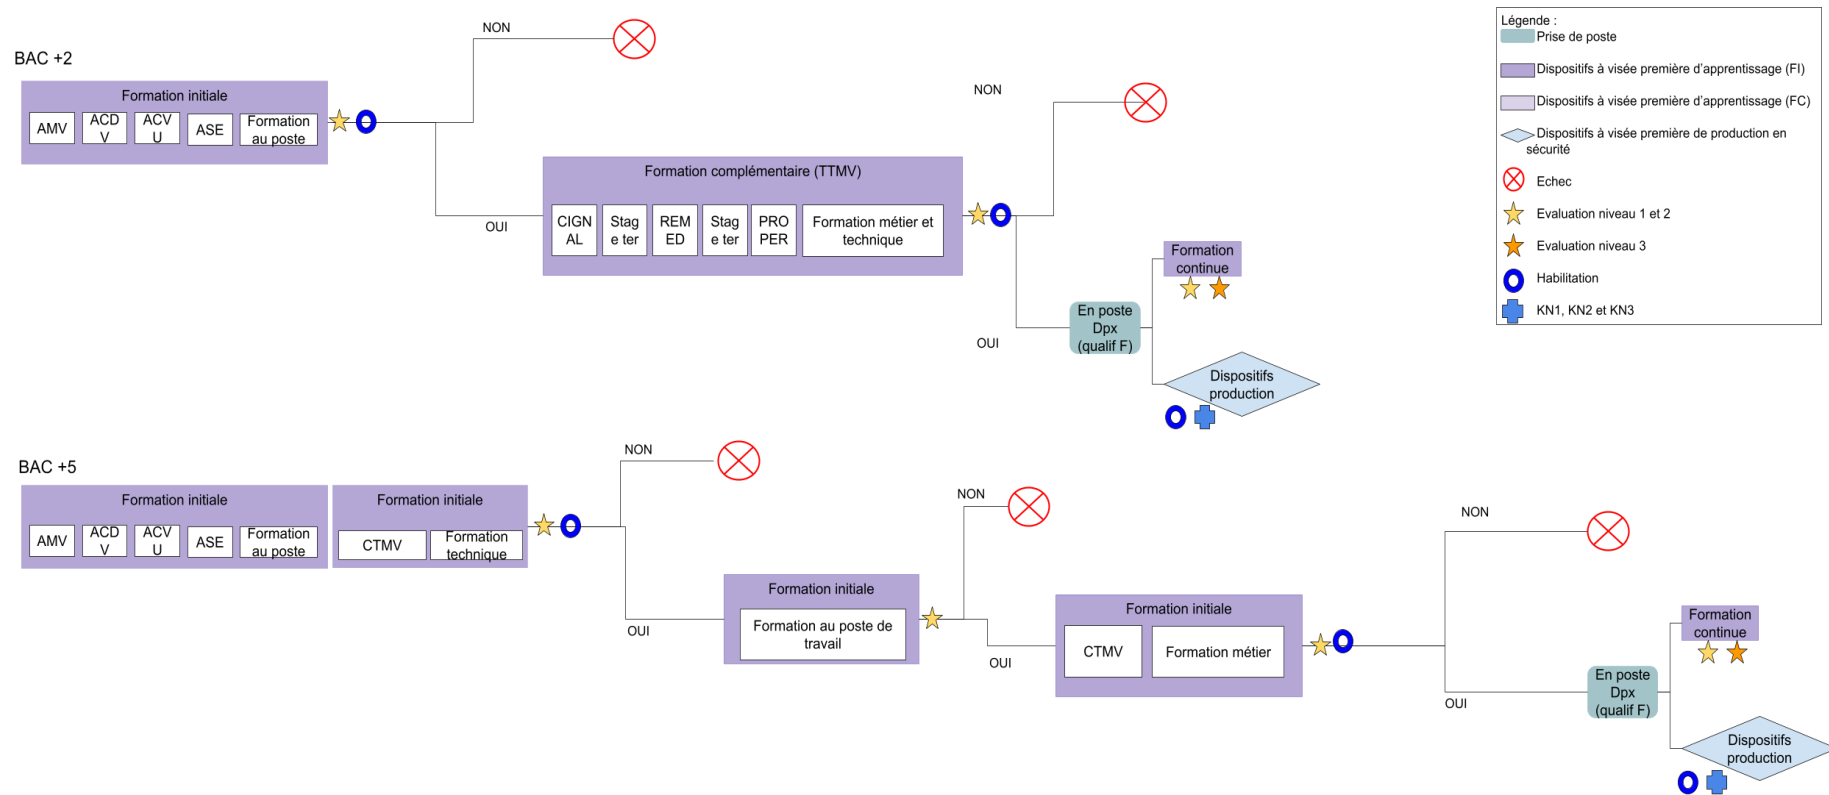 BAC +2
Formation initiale
AMV
ACD
V
ACV
U
ASE
Formation
au poste
NON
OUI
Formation complémentaire (TTMV)
CIGN
AL
Stag
e ter
REM
ED
Stag
e ter
PRO
PER
Formation métier et
technique
NON
OUI
En poste
Dpx
(qualif F)
Formation
continue
Dispositifs
production
Légende :
Prise de poste
Dispositifs à visée première d'apprentissage (FI)
Dispositifs à visée première d'apprentissage (FC)
Dispositifs à visée première de production en
sécurité
Echec
Evaluation niveau 1 et 2
Evaluation niveau 3
Habilitation
KN1, KN2 et KN3
BAC +5
Formation initiale
AMV
ACD
V
ACV
U
ASE
Formation
au poste
Formation initiale
CTMV
Formation
technique
NON
OUI
Formation initiale
Formation au poste de
travail
NON
OUI
Formation initiale
CTMV
Formation métier
NON
OUI
En poste
Dpx
(qualif F)
Formation
continue
Dispositifs
production